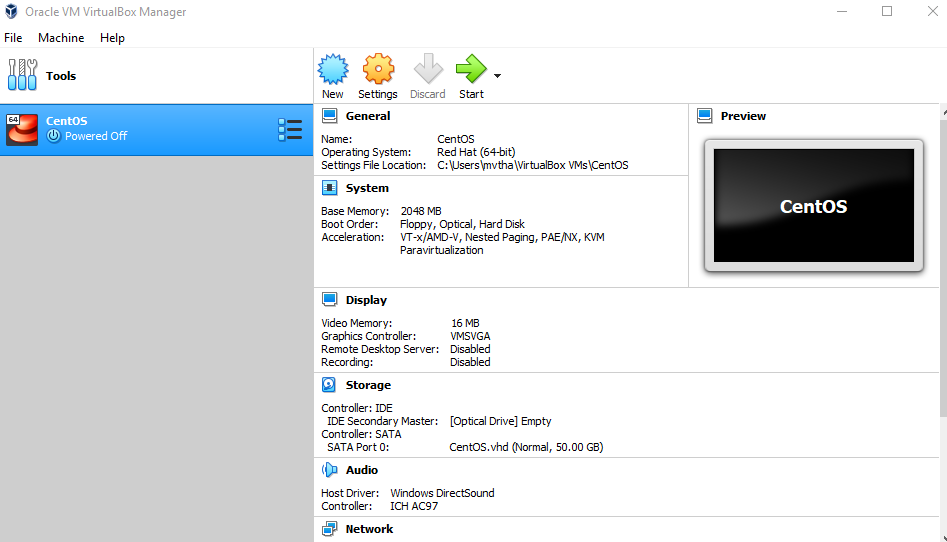 Oracle VM VirtualBox Manager
File Machine Help
Tools
New Settings Discard Start
64
CentOS
Powered Off
General
Name: CentOS
Operating System: Red Hat (64-bit)
Settings File Location: C:\Users\mvtha\VirtualBox VMs\CentOS
Preview
CentOS
System
Base Memory: 2048 MB
Boot Order: Floppy, Optical, Hard Disk
Acceleration: VT-x/AMD-V, Nested Paging, PAE/NX, KVM
Paravirtualization
Display
Video Memory: 16 MB
Graphics Controller: VMSVGA
Remote Desktop Server: Disabled
Recording: Disabled
Storage
Controller: IDE
IDE Secondary Master: [Optical Drive] Empty
Controller: SATA
SATA Port 0: CentOS.vhd (Normal, 50.00 GB)
Audio
Host Driver: Windows DirectSound
Controller: ICH AC97
Network